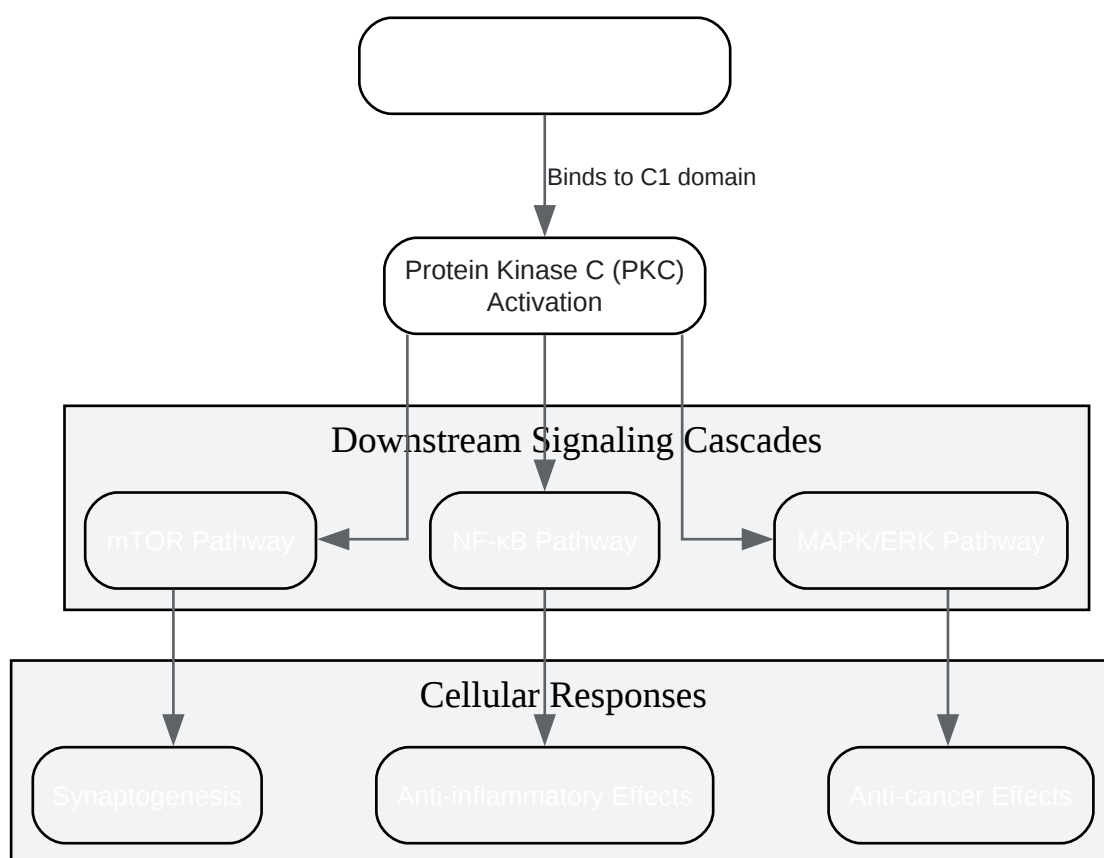 Binds to C1 domain
Protein Kinase C (PKC)
Activation
Downstream Signaling Cascades
mTOR Pathway
NF-κB Pathway
MAPK/ERK Pathway
Cellular Responses
Synaptogenesis
Anti-inflammatory Effects
Anti-cancer Effects